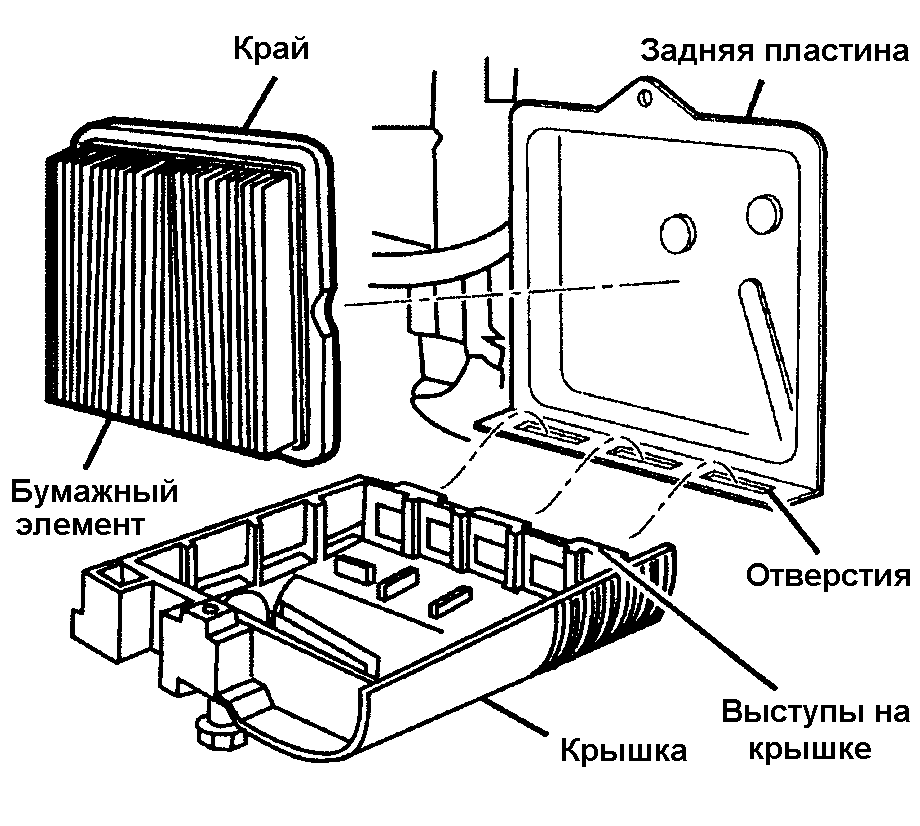 Край
Задняя пластина
Бумажный
элемент
Отверстия
Выступы на
крышке
Крышка